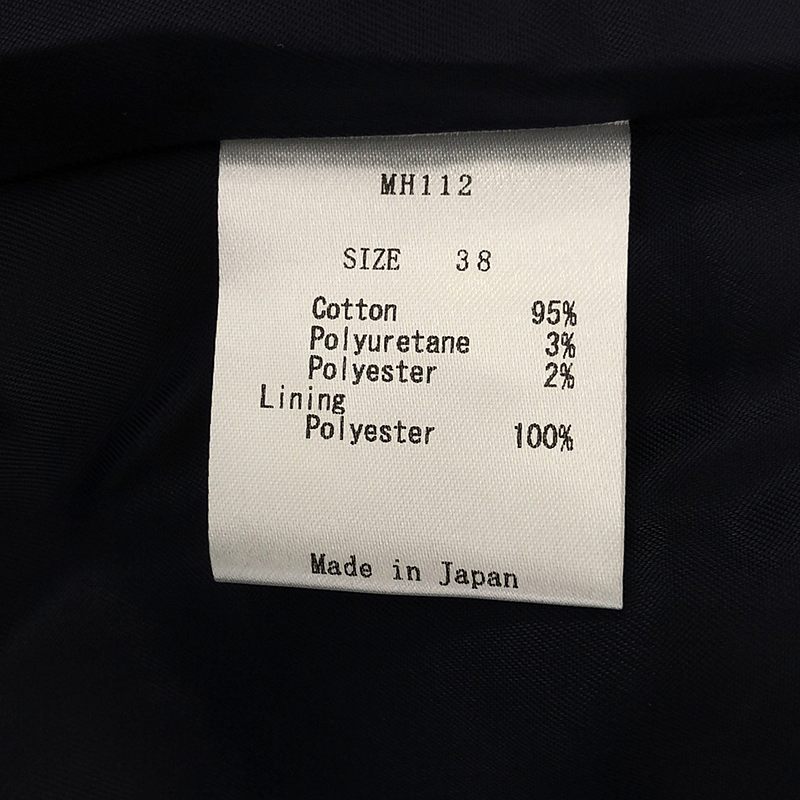 MH112
SIZE 38
Cotton 95%
Polyuretane 3%
Polyester 2%
Lining
Polyester 100%
Made in Japan